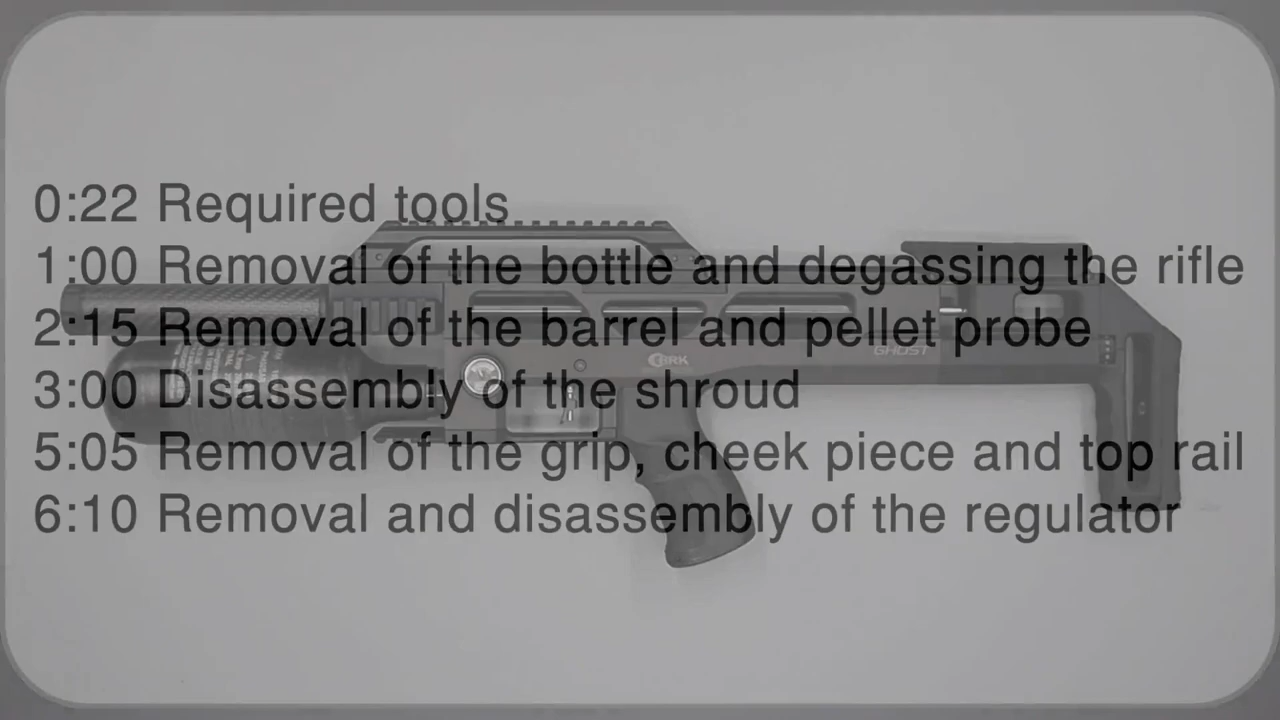 0:22 Required tools
1:00 Removal of the bottle and degassing the rifle
2:15 Removal of the barrel and pellet probe
3:00 Disassembly of the shroud
5:05 Removal of the grip, cheek piece and top rail
6:10 Removal and disassembly of the regulator
BRK
GHOST